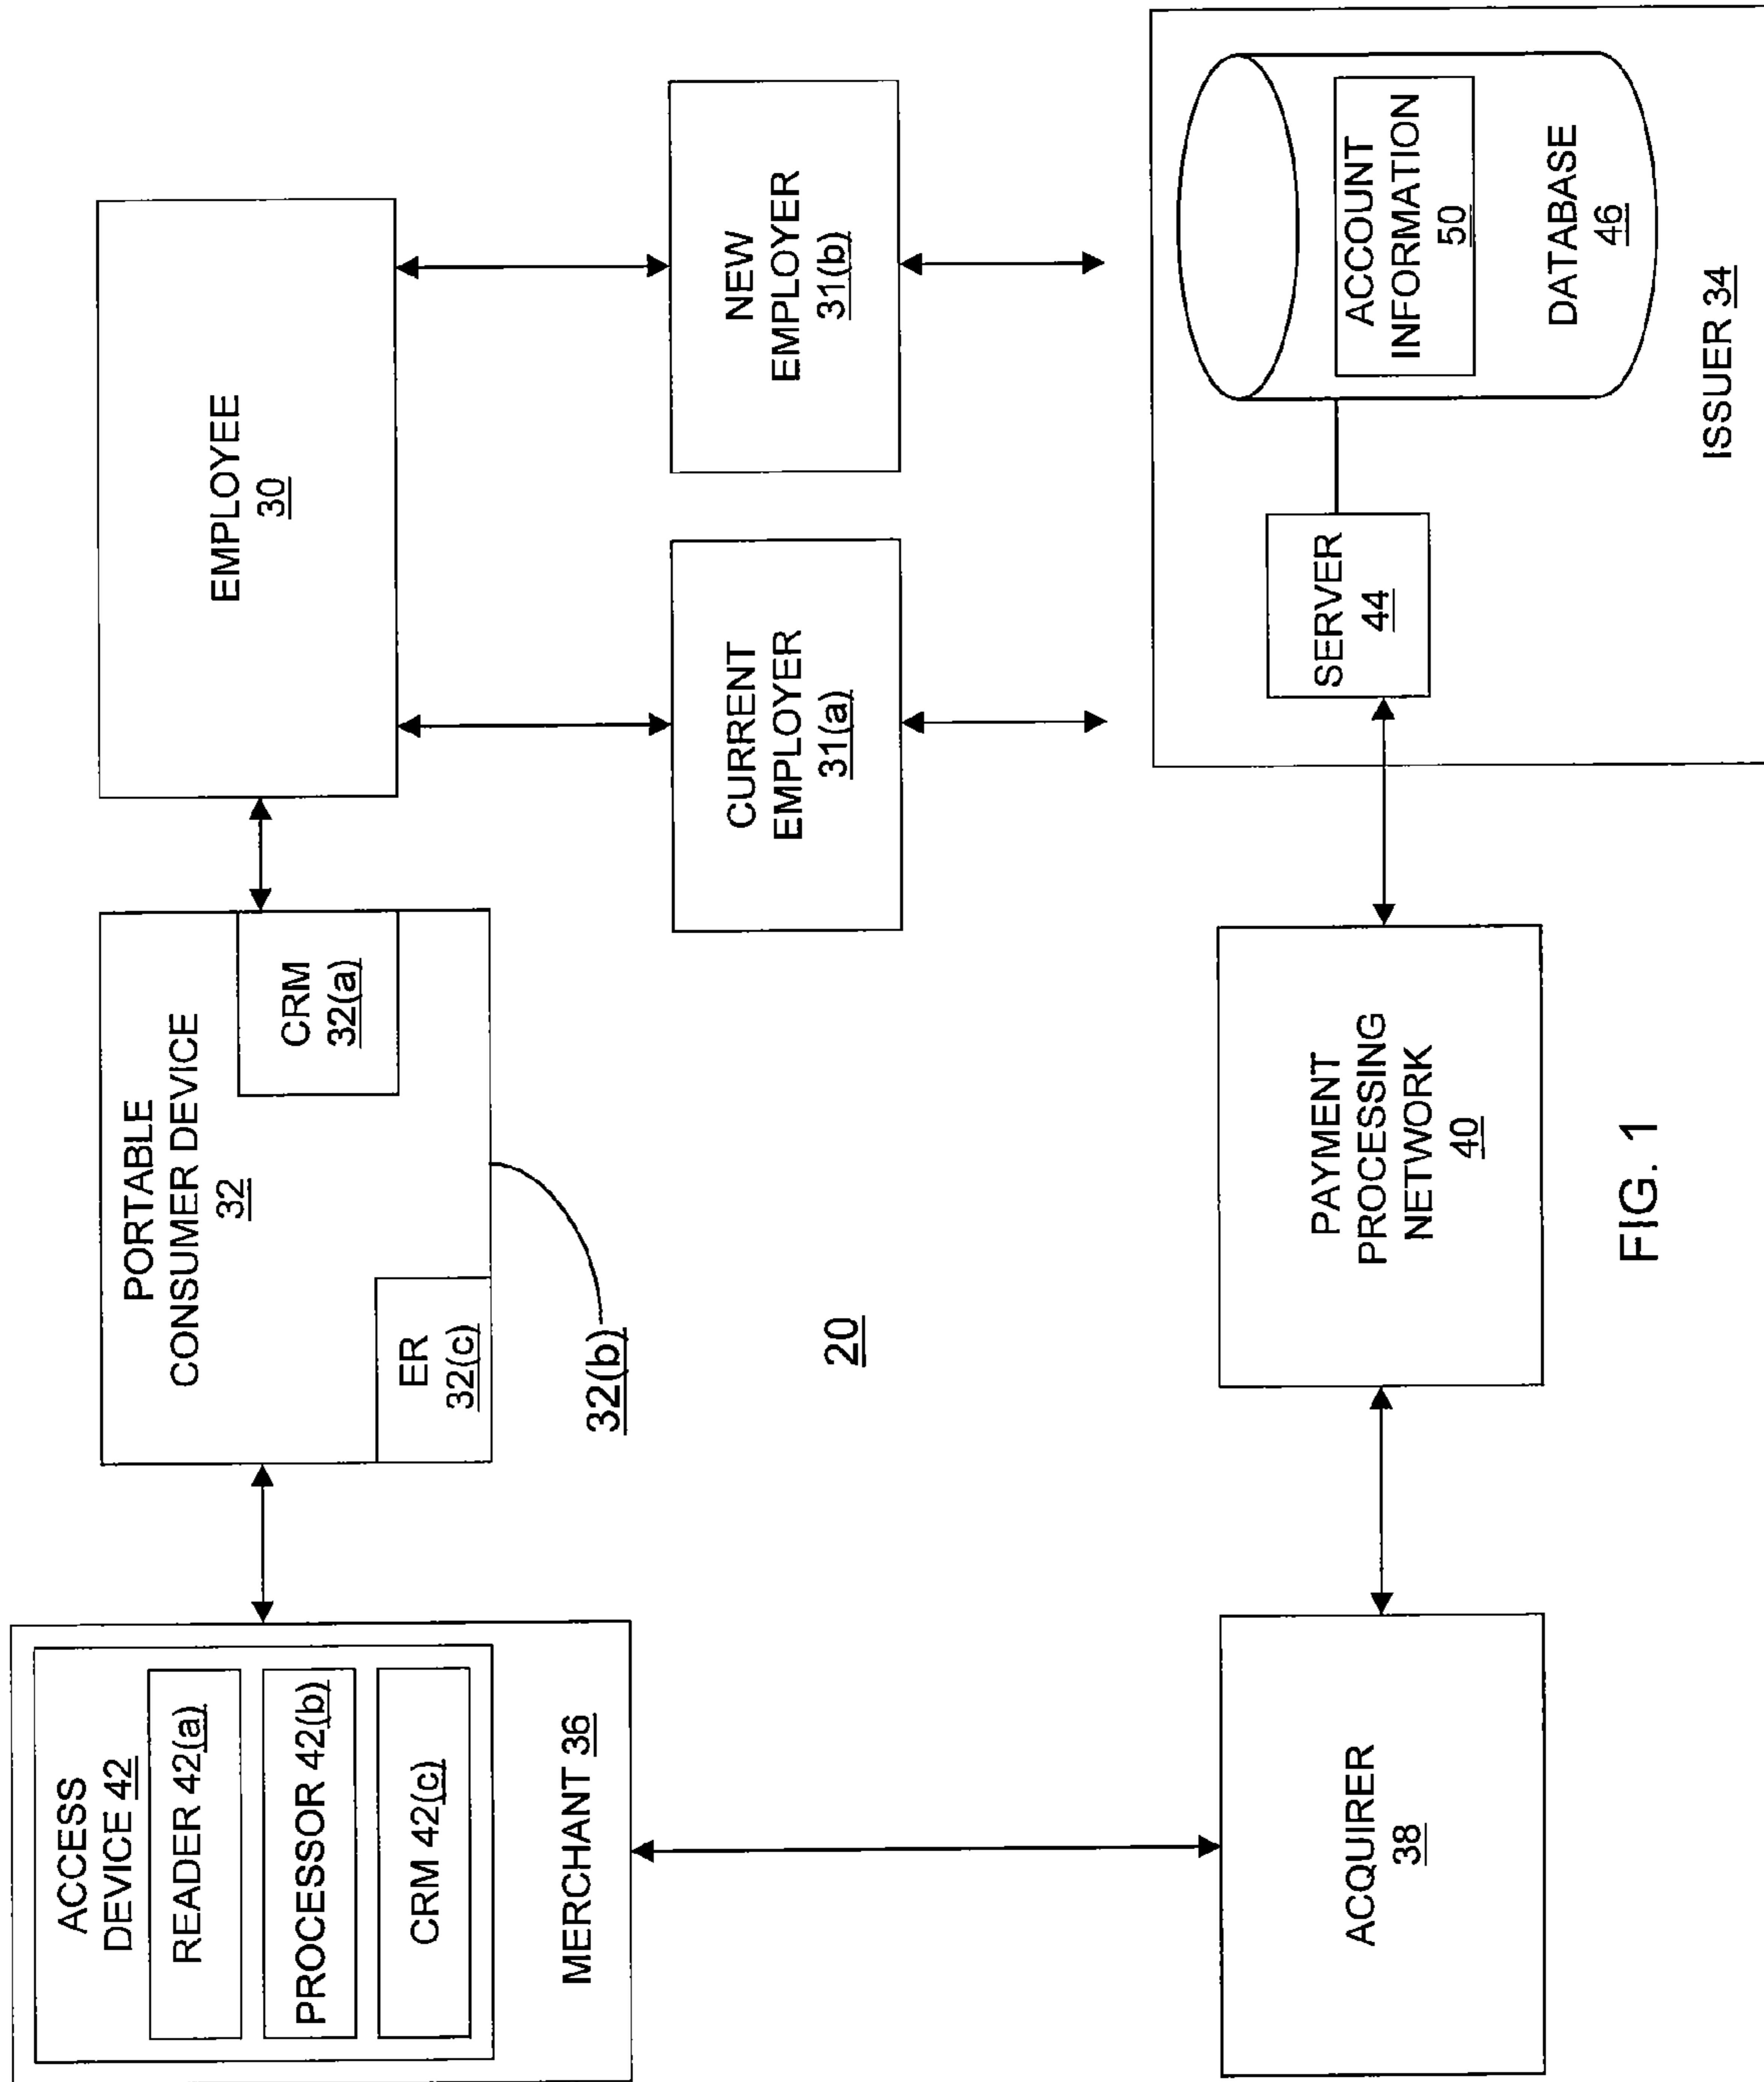 ACCESS
DEVICE 42
READER 42(a)
PROCESSOR 42(b)
CRM 42(c)
MERCHANT 36
PORTABLE
CONSUMER DEVICE
32
CRM
32(a)
ER
32(c)
32(b)
EMPLOYEE
30
CURRENT
EMPLOYER
31(a)
NEW
EMPLOYER
31(b)
20
ACQUIRER
38
PAYMENT
PROCESSING
NETWORK
40
SERVER
44
ACCOUNT
INFORMATION
50
DATABASE
46
ISSUER 34
FIG. 1